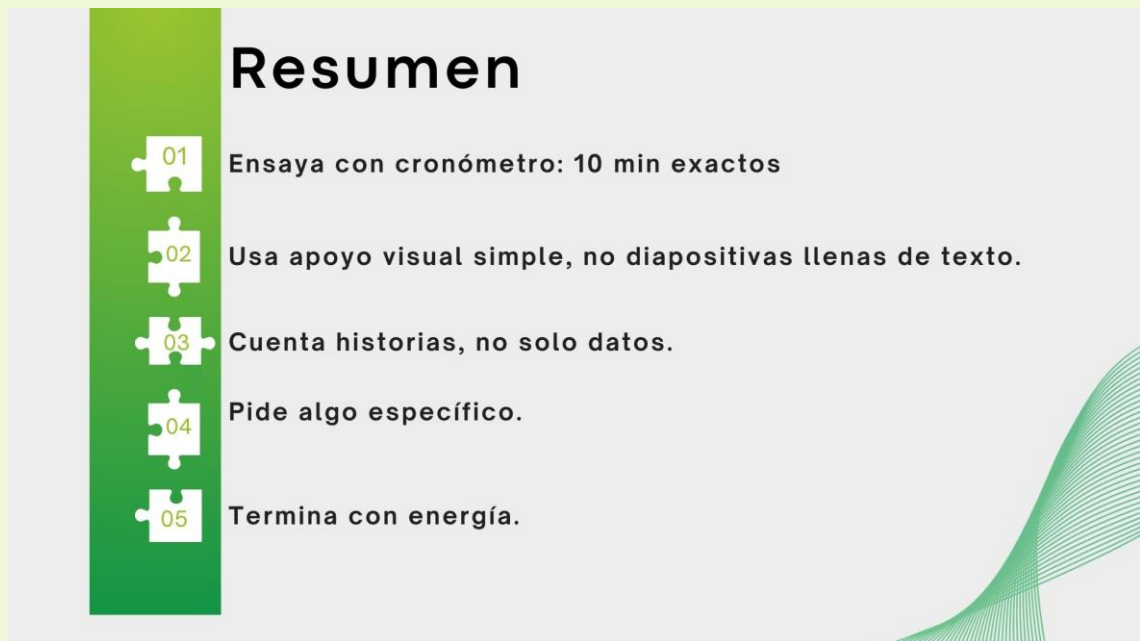 Resumen
01
Ensaya con cronómetro: 10 min exactos
02
Usa apoyo visual simple, no diapositivas llenas de texto.
03
Cuenta historias, no solo datos.
04
Pide algo específico.
05
Termina con energía.